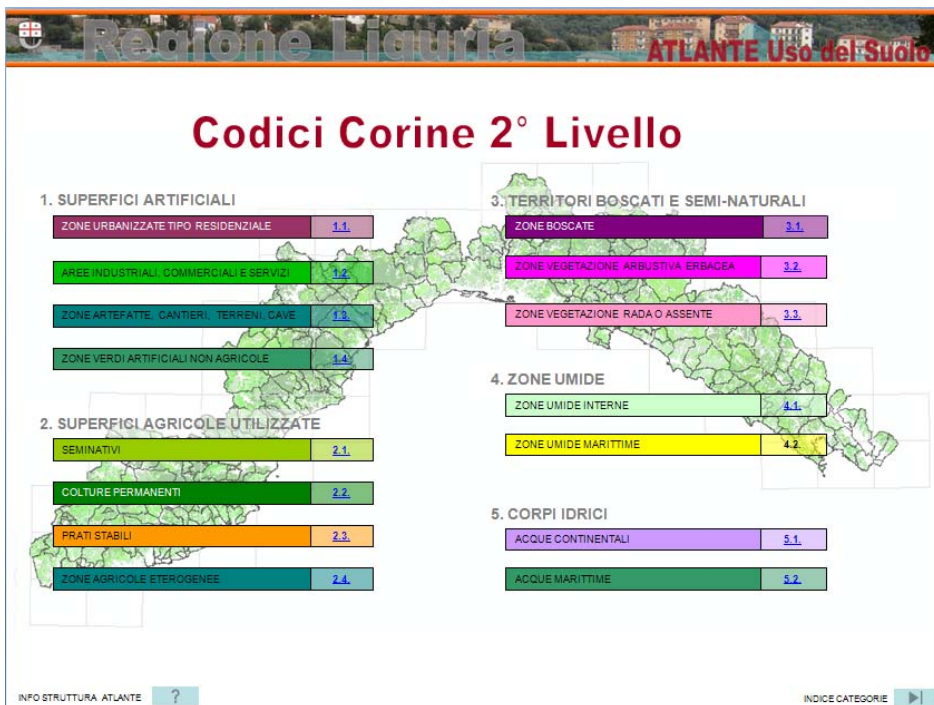 Regione Liguria
ATLANTE Uso del Suolo
Codici Corine 2° Livello
1. SUPERFICI ARTIFICIALI
ZONE URBANIZZATE TIPO RESIDENZIALE 1.1.
AREE INDUSTRIALI, COMMERCIALI E SERVIZI 1.2.
ZONE ARTEFATTE, CANTIERI, TERRENI, CAVE 1.3.
ZONE VERDI ARTIFICIALI NON AGRICOLE 1.4.
2. SUPERFICI AGRICOLE UTILIZZATE
SEMINATIVI 2.1.
COLTURE PERMANENTI 2.2.
PRATI STABILI 2.3.
ZONE AGRICOLE ETEROGENEE 2.4.
3. TERRITORI BOSCATI E SEMI-NATURALI
ZONE BOSCATE 3.1.
ZONE VEGETAZIONE ARBUSTIVA ERBACEA 3.2.
ZONE VEGETAZIONE RADA O ASSENTE 3.3.
4. ZONE UMIDE
ZONE UMIDE INTERNE 4.1.
ZONE UMIDE MARITTIME 4.2.
5. CORPI IDRICI
ACQUE CONTINENTALI 5.1.
ACQUE MARITTIME 5.2.
INFO STRUTTURA ATLANTE ?
INDICE CATEGORIE